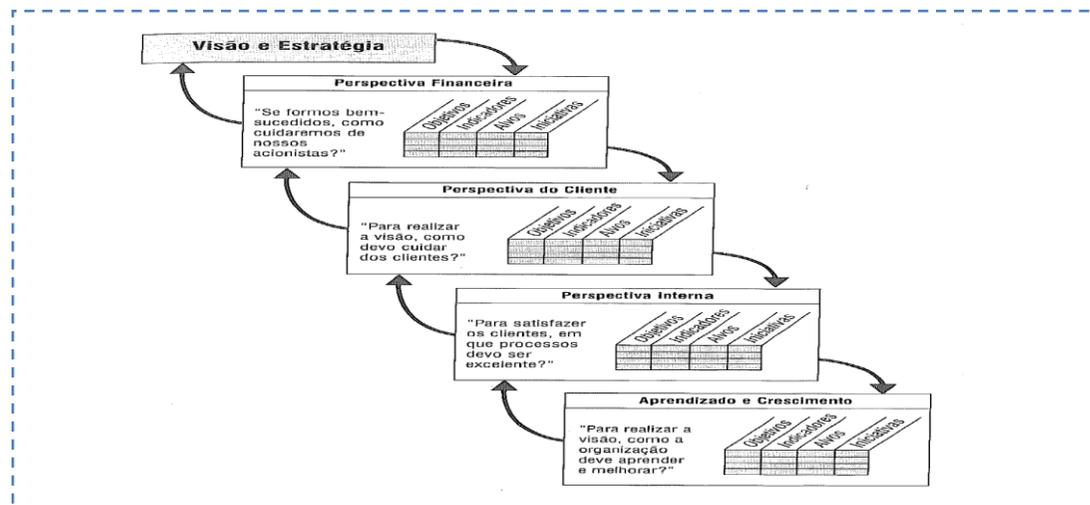 Visão e Estratégia
Perspectiva Financeira
"Se formos bem-
sucedidos, como
cuidaremos de
nossos
acionistas?"
Objetivos
Indicadores
Alvos
Iniciativas
Perspectiva do Cliente
"Para realizar
a visão, como
devo cuidar
dos clientes?"
Objetivos
Indicadores
Alvos
Iniciativas
Perspectiva Interna
"Para satisfazer
os clientes, em
que processos
devo ser
excelente?"
Objetivos
Indicadores
Alvos
Iniciativas
Aprendizado e Crescimento
"Para realizar a
visão, como a
organização
deve aprender
e melhorar?"
Objetivos
Indicadores
Alvos
Iniciativas